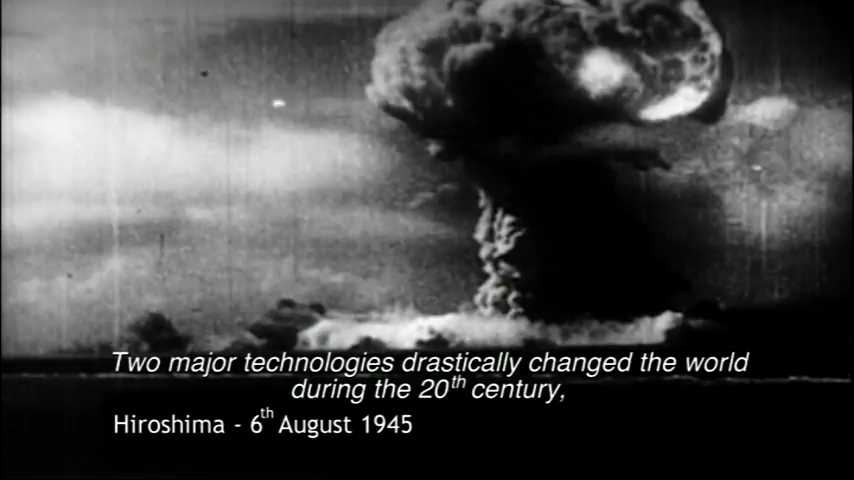 Two major technologies drastically changed the world
during the 20th century,
Hiroshima - 6th August 1945